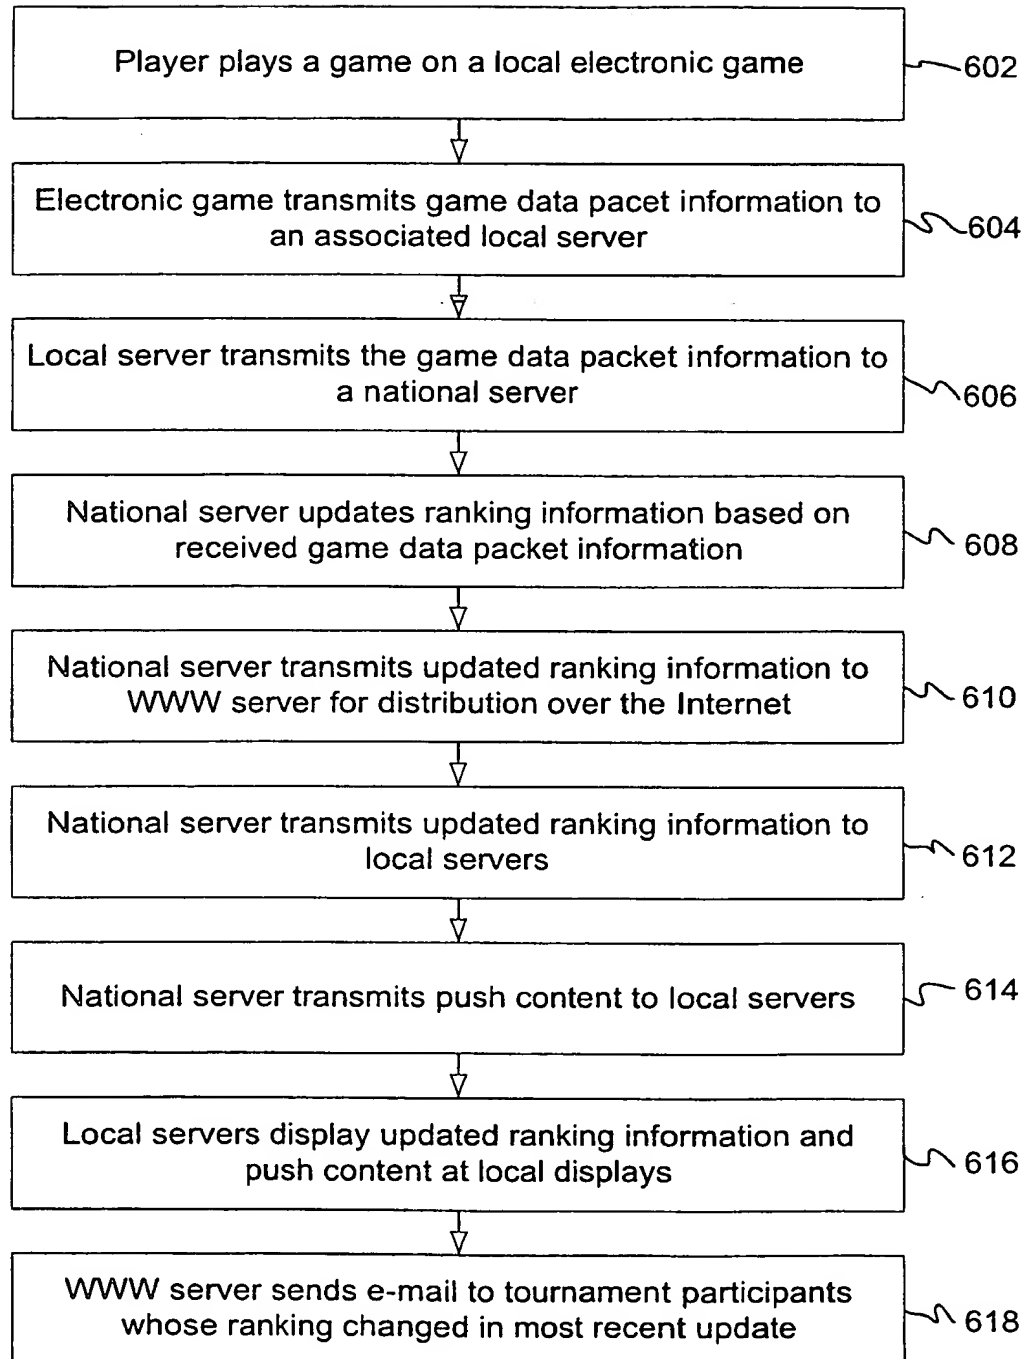 Player plays a game on a local electronic game
602
Electronic game transmits game data pacet information to
an associated local server
604
Local server transmits the game data packet information to
a national server
606
National server updates ranking information based on
received game data packet information
608
National server transmits updated ranking information to
WWW server for distribution over the Internet
610
National server transmits updated ranking information to
local servers
612
National server transmits push content to local servers
614
Local servers display updated ranking information and
push content at local displays
616
WWW server sends e-mail to tournament participants
whose ranking changed in most recent update
618